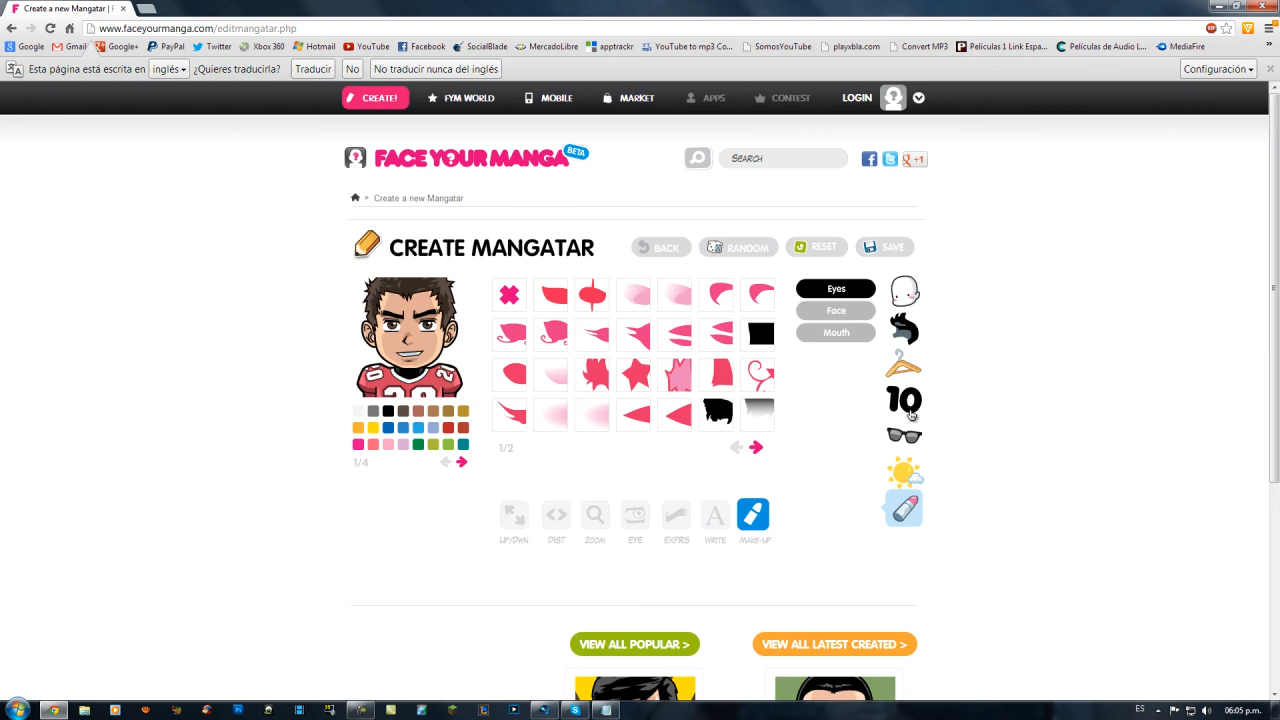 Create a new Mangatar | F
www.faceyourmanga.com/editmangatar.php
Google Gmail Google+ PayPal Twitter Xbox 360 Hotmail YouTube Facebook SocialBlade MercadoLibre apptrackr YouTube to mp3 Co... SomosYouTube playxbla.com Convert MP3 Peliculas 1 Link Espa... Películas de Audio L... MediaFire
Esta página está escrita en inglés ¿Quieres traducirla? Traducir No No traducir nunca del inglés Configuración
CREATE! FYM WORLD MOBILE MARKET APPS CONTEST LOGIN
FACE YOUR MANGA BETA
SEARCH
g +1
Create a new Mangatar
CREATE MANGATAR
BACK RANDOM RESET SAVE
Eyes
Face
Mouth
10
1/2
1/4
UP/DWN DIST ZOOM EYE EXPRS WRITE MAKE-UP
VIEW ALL POPULAR > VIEW ALL LATEST CREATED >
ES 06:05 p.m.